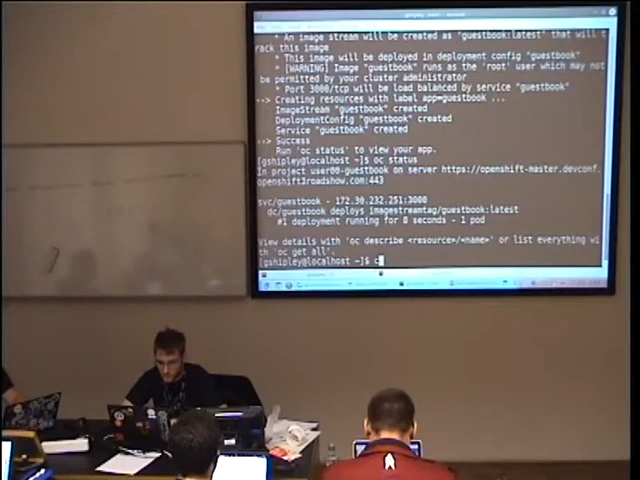 * An image stream will be created as "guestbook:latest" that will t
rack this image
* This image will be deployed in deployment config "guestbook"
* [WARNING] Image "guestbook" runs as the 'root' user which may not
be permitted by your cluster administrator
* Port 3000/tcp will be load balanced by service "guestbook"
--> Creating resources with label app=guestbook ...
ImageStream "guestbook" created
DeploymentConfig "guestbook" created
Service "guestbook" created
--> Success
Run 'oc status' to view your app.
[gshipley@localhost ~]$ oc status
In project user00-guestbook on server https://openshift-master.devconf.
openshift3roadshow.com:443
svc/guestbook - 172.30.232.251:3000
dc/guestbook deploys imagestreamtag/guestbook:latest
#1 deployment running for 8 seconds - 1 pod
View details with 'oc describe <resource>/<name>' or list everything wi
th 'oc get all'.
[gshipley@localhost ~]$ c